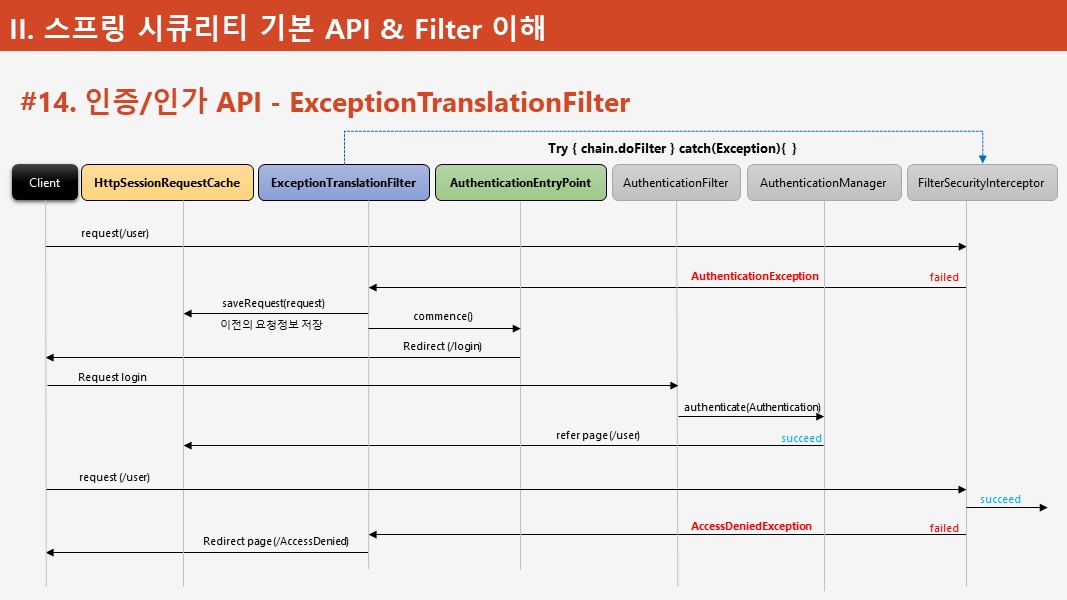 II. 스프링 시큐리티 기본 API & Filter 이해
#14. 인증/인가 API - ExceptionTranslationFilter
Try { chain.doFilter } catch(Exception){ }
Client
HttpSessionRequestCache
ExceptionTranslationFilter
AuthenticationEntryPoint
AuthenticationFilter
AuthenticationManager
FilterSecurityInterceptor
request(/user)
AuthenticationException
failed
saveRequest(request)
이전의 요청정보 저장
commence()
Redirect (/login)
Request login
authenticate(Authentication)
refer page(/user)
succeed
request (/user)
succeed
AccessDeniedException
failed
Redirect page(/AccessDenied)